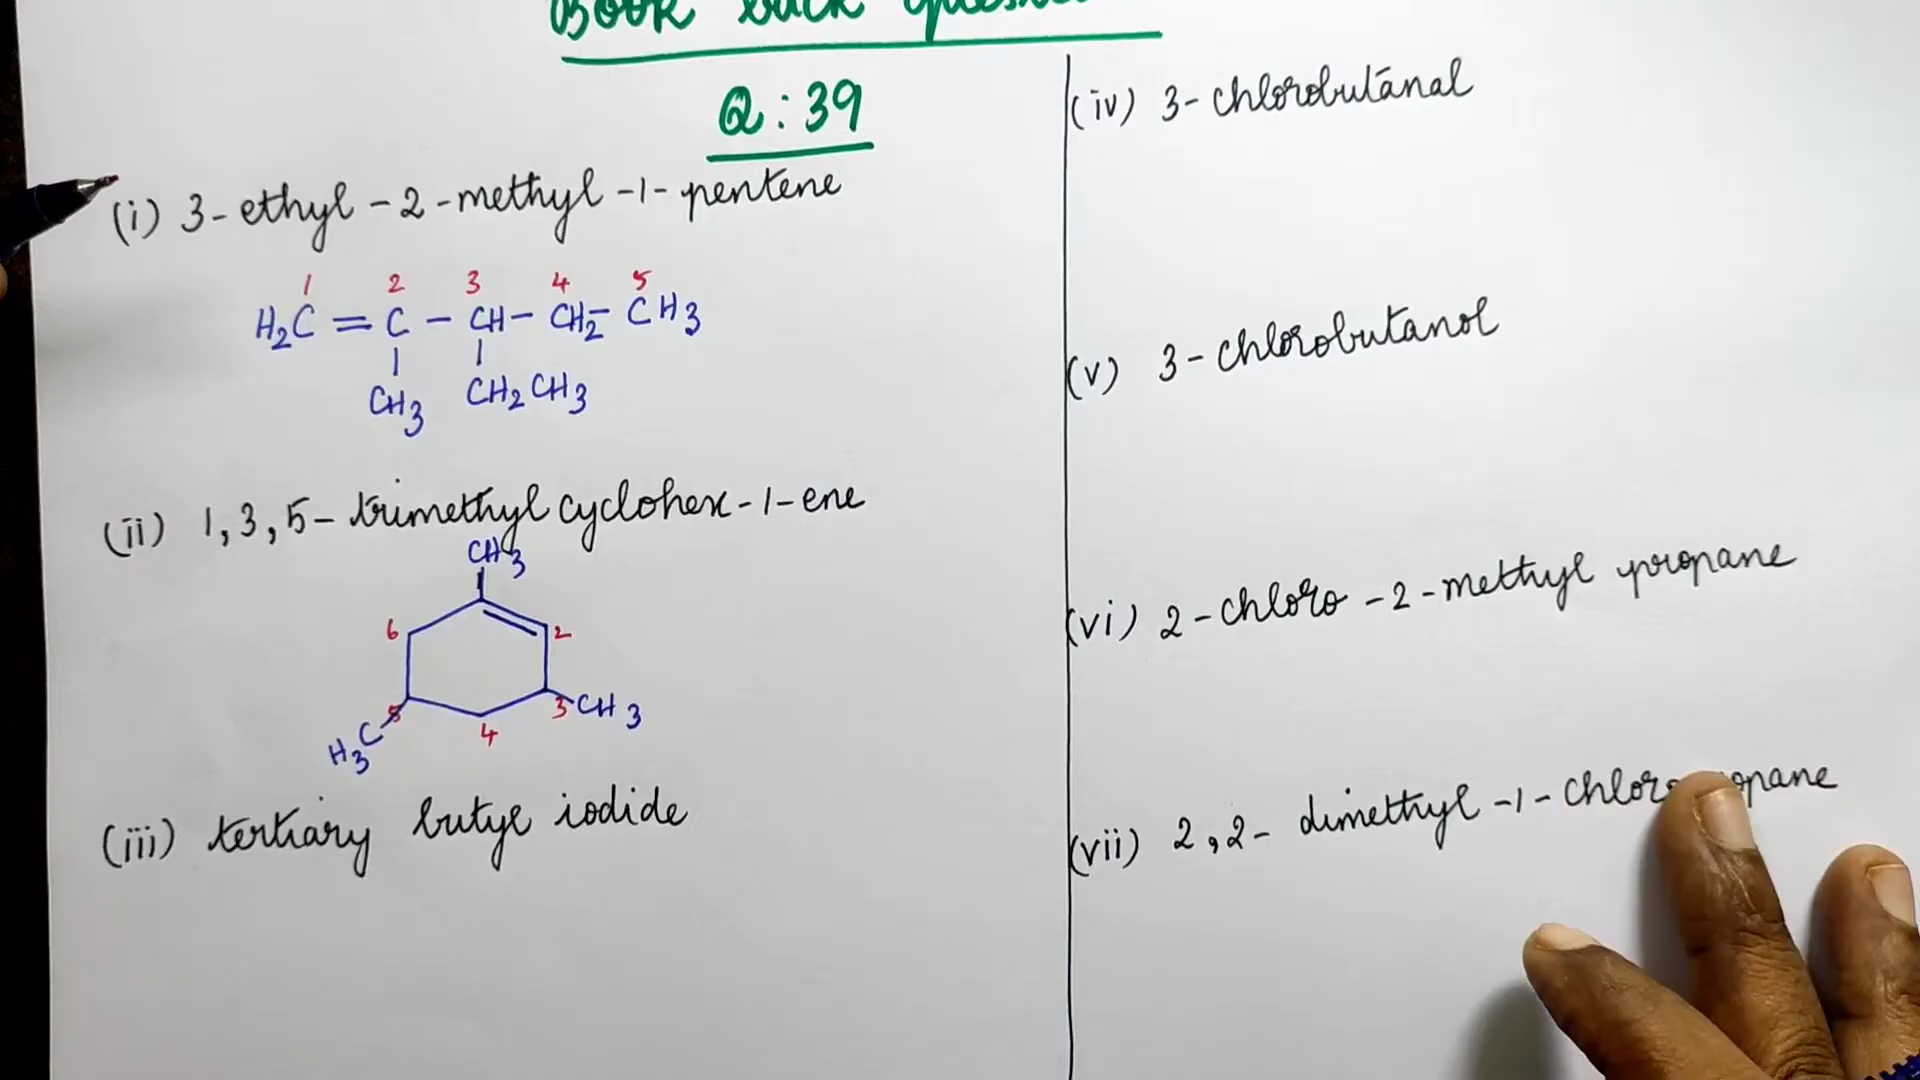 Book back
Q : 39
(i) 3-ethyl-2-methyl-1-pentene
1 2 3 4 5
H₂C = C - CH - CH₂ - CH₃
CH₃ CH₂CH₃
(ii) 1,3,5-trimethyl cyclohex-1-ene
CH₃
6 2
5 3 CH₃
H₃C 4
(iii) tertiary butyl iodide
(iv) 3-chlorobutanal
(v) 3-chlorobutanol
(vi) 2-chloro-2-methyl propane
(vii) 2,2-dimethyl-1-